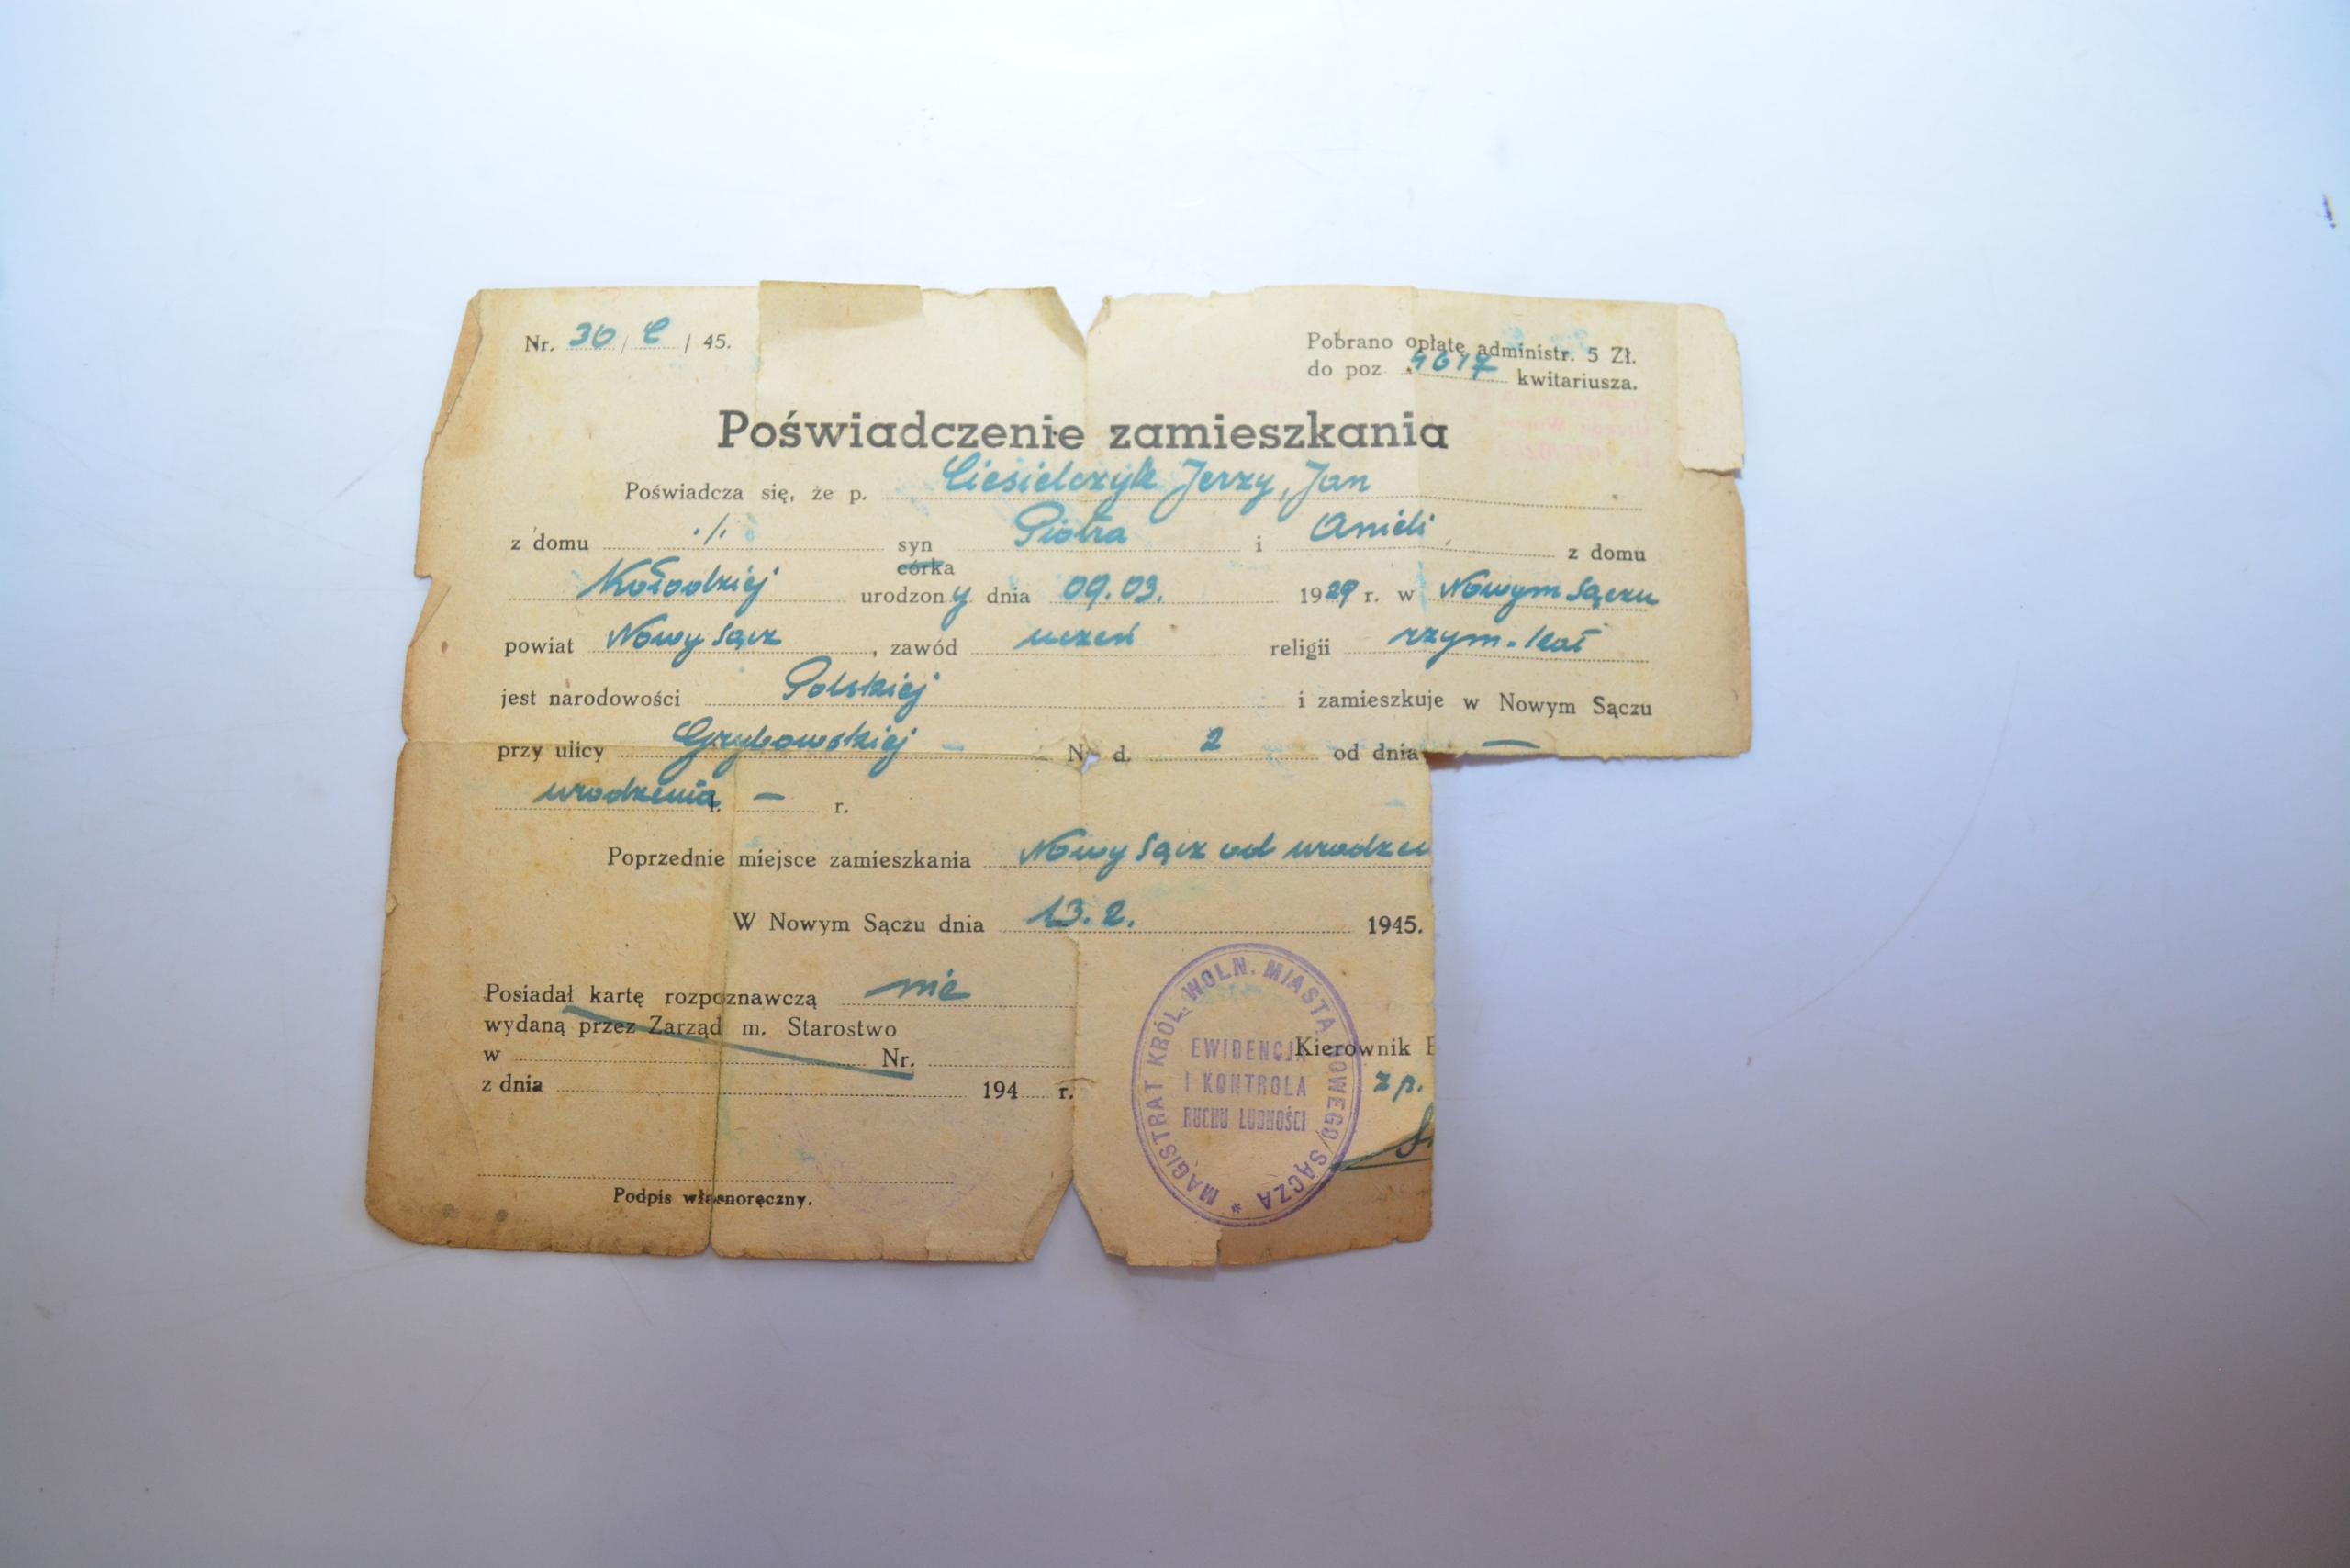 Nr. 30 / C / 45.
Pobrano opłatę administr. 5 Zł.
do poz. 4617 kwitariusza.
Poświadczenie zamieszkania
Poświadcza się, że p. Ciesielczyk Jerzy, Jan
z domu ./. syn Piotra i Anieli z domu
córka
Kołodziej urodzony dnia 09.03. 1929 r. w Nowym Sączu
powiat Nowy Sącz, zawód uczeń religii rzym. kat
jest narodowości Polskiej i zamieszkuje w Nowym Sączu
przy ulicy Grybowskiej N d. 2 od dnia —
urodzenia — r.
Poprzednie miejsce zamieszkania Nowy Sącz od urodzen
W Nowym Sączu dnia 13. 2. 1945.
Posiadał kartę rozpoznawczą nie
wydaną przez Zarząd m. Starostwo
w Nr.
z dnia 194 r.
Podpis własnoręczny.
MAGISTRAT KRÓL. WOLN. MIASTA NOWEGO SĄCZA *
EWIDENCJA
I KONTROLA
RUCHU LUDNOŚCI
Kierownik
z p.